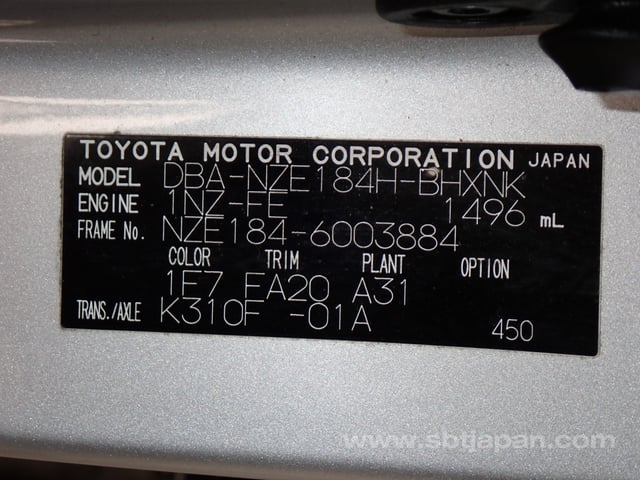 TOYOTA MOTOR CORPORATION JAPAN
MODEL DBA-NZE184H-BHXNK
ENGINE 1NZ-FE 1496 mL
FRAME No. NZE184-6003884
COLOR TRIM PLANT OPTION
1E7 FA20 A31
TRANS./AXLE K310F -01A
450
www.sbtjapan.com